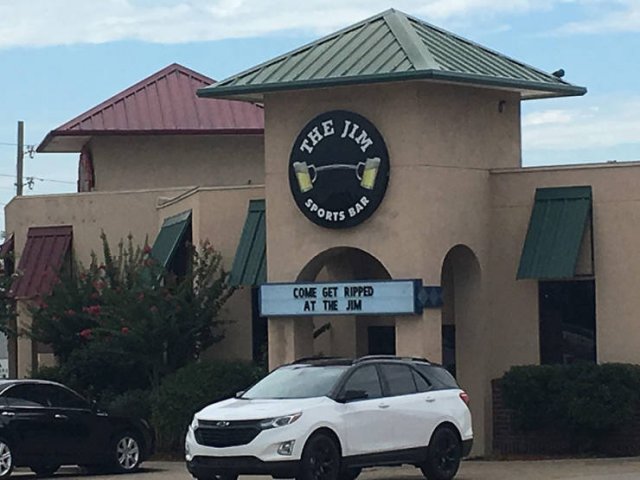 THE JIM
SPORTS BAR
COME GET RIPPED
AT THE JIM